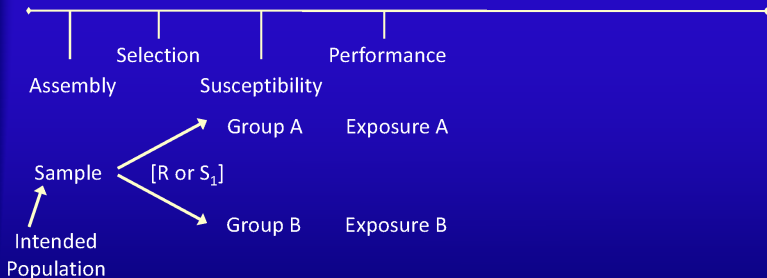 Selection Performance
Assembly Susceptibility
Group A Exposure A
Sample [R or S1]
Group B Exposure B
Intended
Population